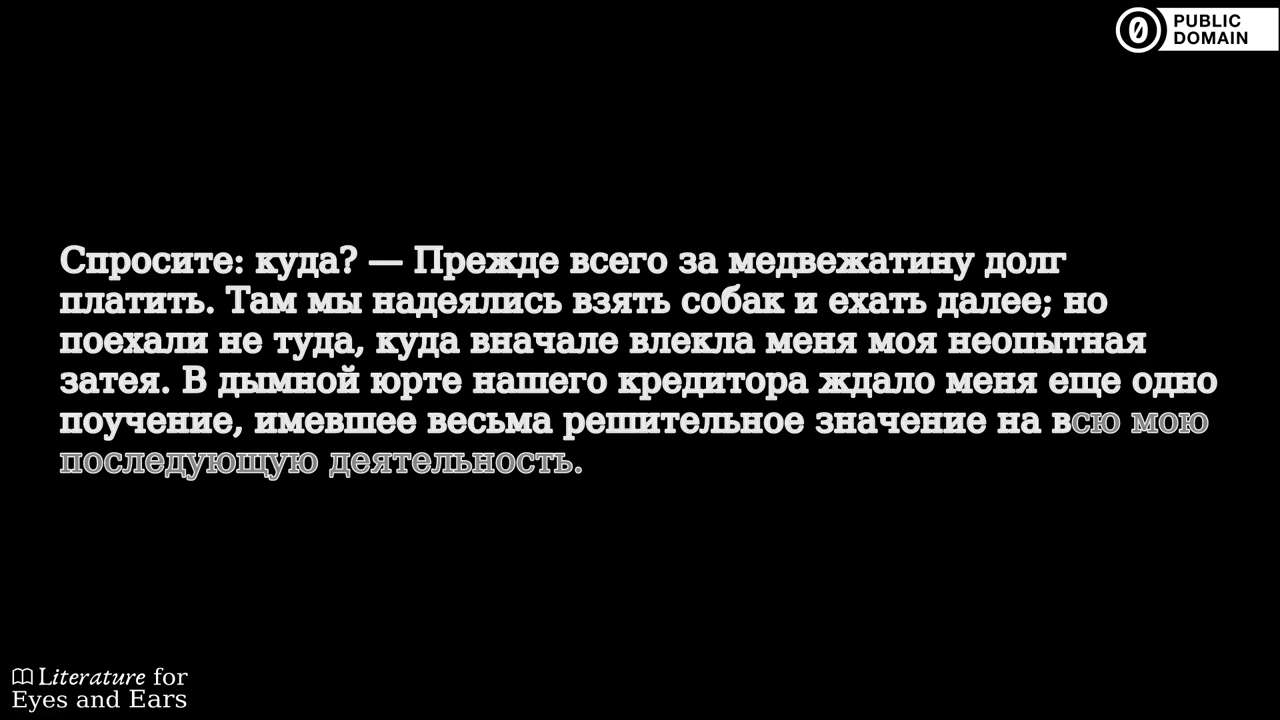 PUBLIC
DOMAIN
Спросите: куда? — Прежде всего за медвежатину долг
платить. Там мы надеялись взять собак и ехать далее; но
поехали не туда, куда вначале влекла меня моя неопытная
затея. В дымной юрте нашего кредитора ждало меня еще одно
поучение, имевшее весьма решительное значение на всю мою
последующую деятельность.
Literature for
Eyes and Ears